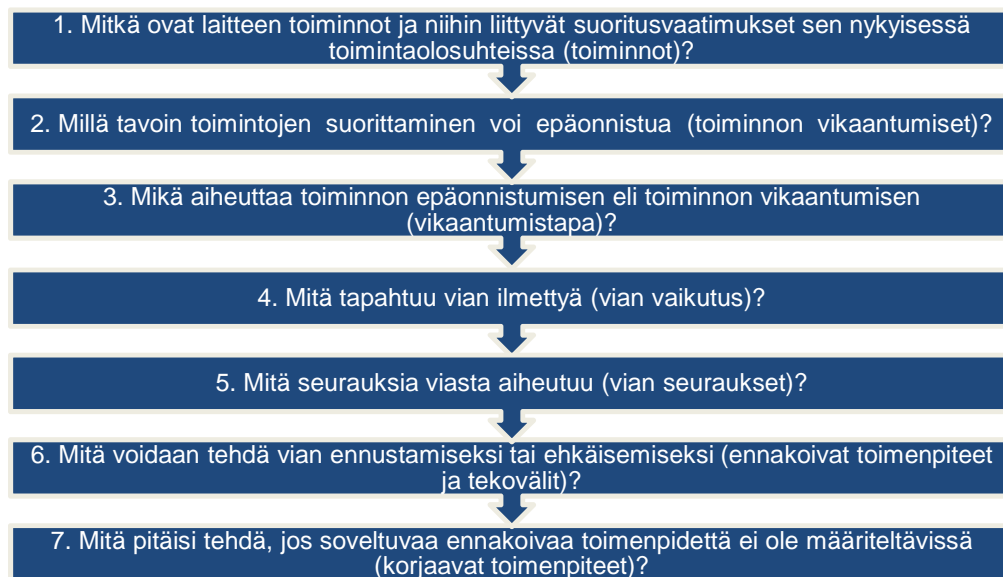 1. Mitkä ovat laitteen toiminnot ja niihin liittyvät suoritusvaatimukset sen nykyisessä
toimintaolosuhteissa (toiminnot)?
2. Millä tavoin toimintojen suorittaminen voi epäonnistua (toiminnon vikaantumiset)?
3. Mikä aiheuttaa toiminnon epäonnistumisen eli toiminnon vikaantumisen
(vikaantumistapa)?
4. Mitä tapahtuu vian ilmettyä (vian vaikutus)?
5. Mitä seurauksia viasta aiheutuu (vian seuraukset)?
6. Mitä voidaan tehdä vian ennustamiseksi tai ehkäisemiseksi (ennakoivat toimenpiteet
ja tekovälit)?
7. Mitä pitäisi tehdä, jos soveltuvaa ennakoivaa toimenpidettä ei ole määriteltävissä
(korjaavat toimenpiteet)?